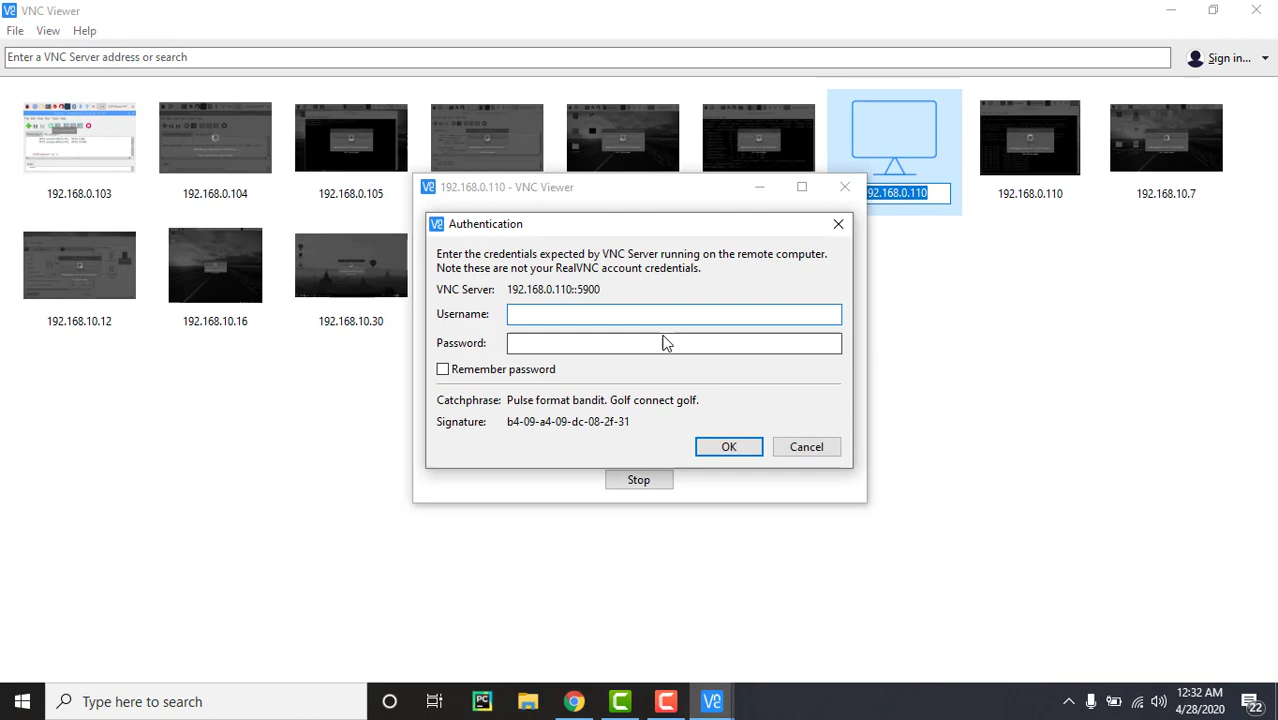 VNC Viewer
File View Help
Enter a VNC Server address or search
Sign in...
192.168.0.103
192.168.0.104
192.168.0.105
92.168.0.110
192.168.0.110
192.168.10.7
192.168.0.110 - VNC Viewer
Authentication
Enter the credentials expected by VNC Server running on the remote computer.
Note these are not your RealVNC account credentials.
VNC Server: 192.168.0.110::5900
Username:
Password:
Remember password
Catchphrase: Pulse format bandit. Golf connect golf.
Signature: b4-09-a4-09-dc-08-2f-31
OK Cancel
Stop
192.168.10.12
192.168.10.16
192.168.10.30
Type here to search
PC
12:32 AM
4/28/2020
22